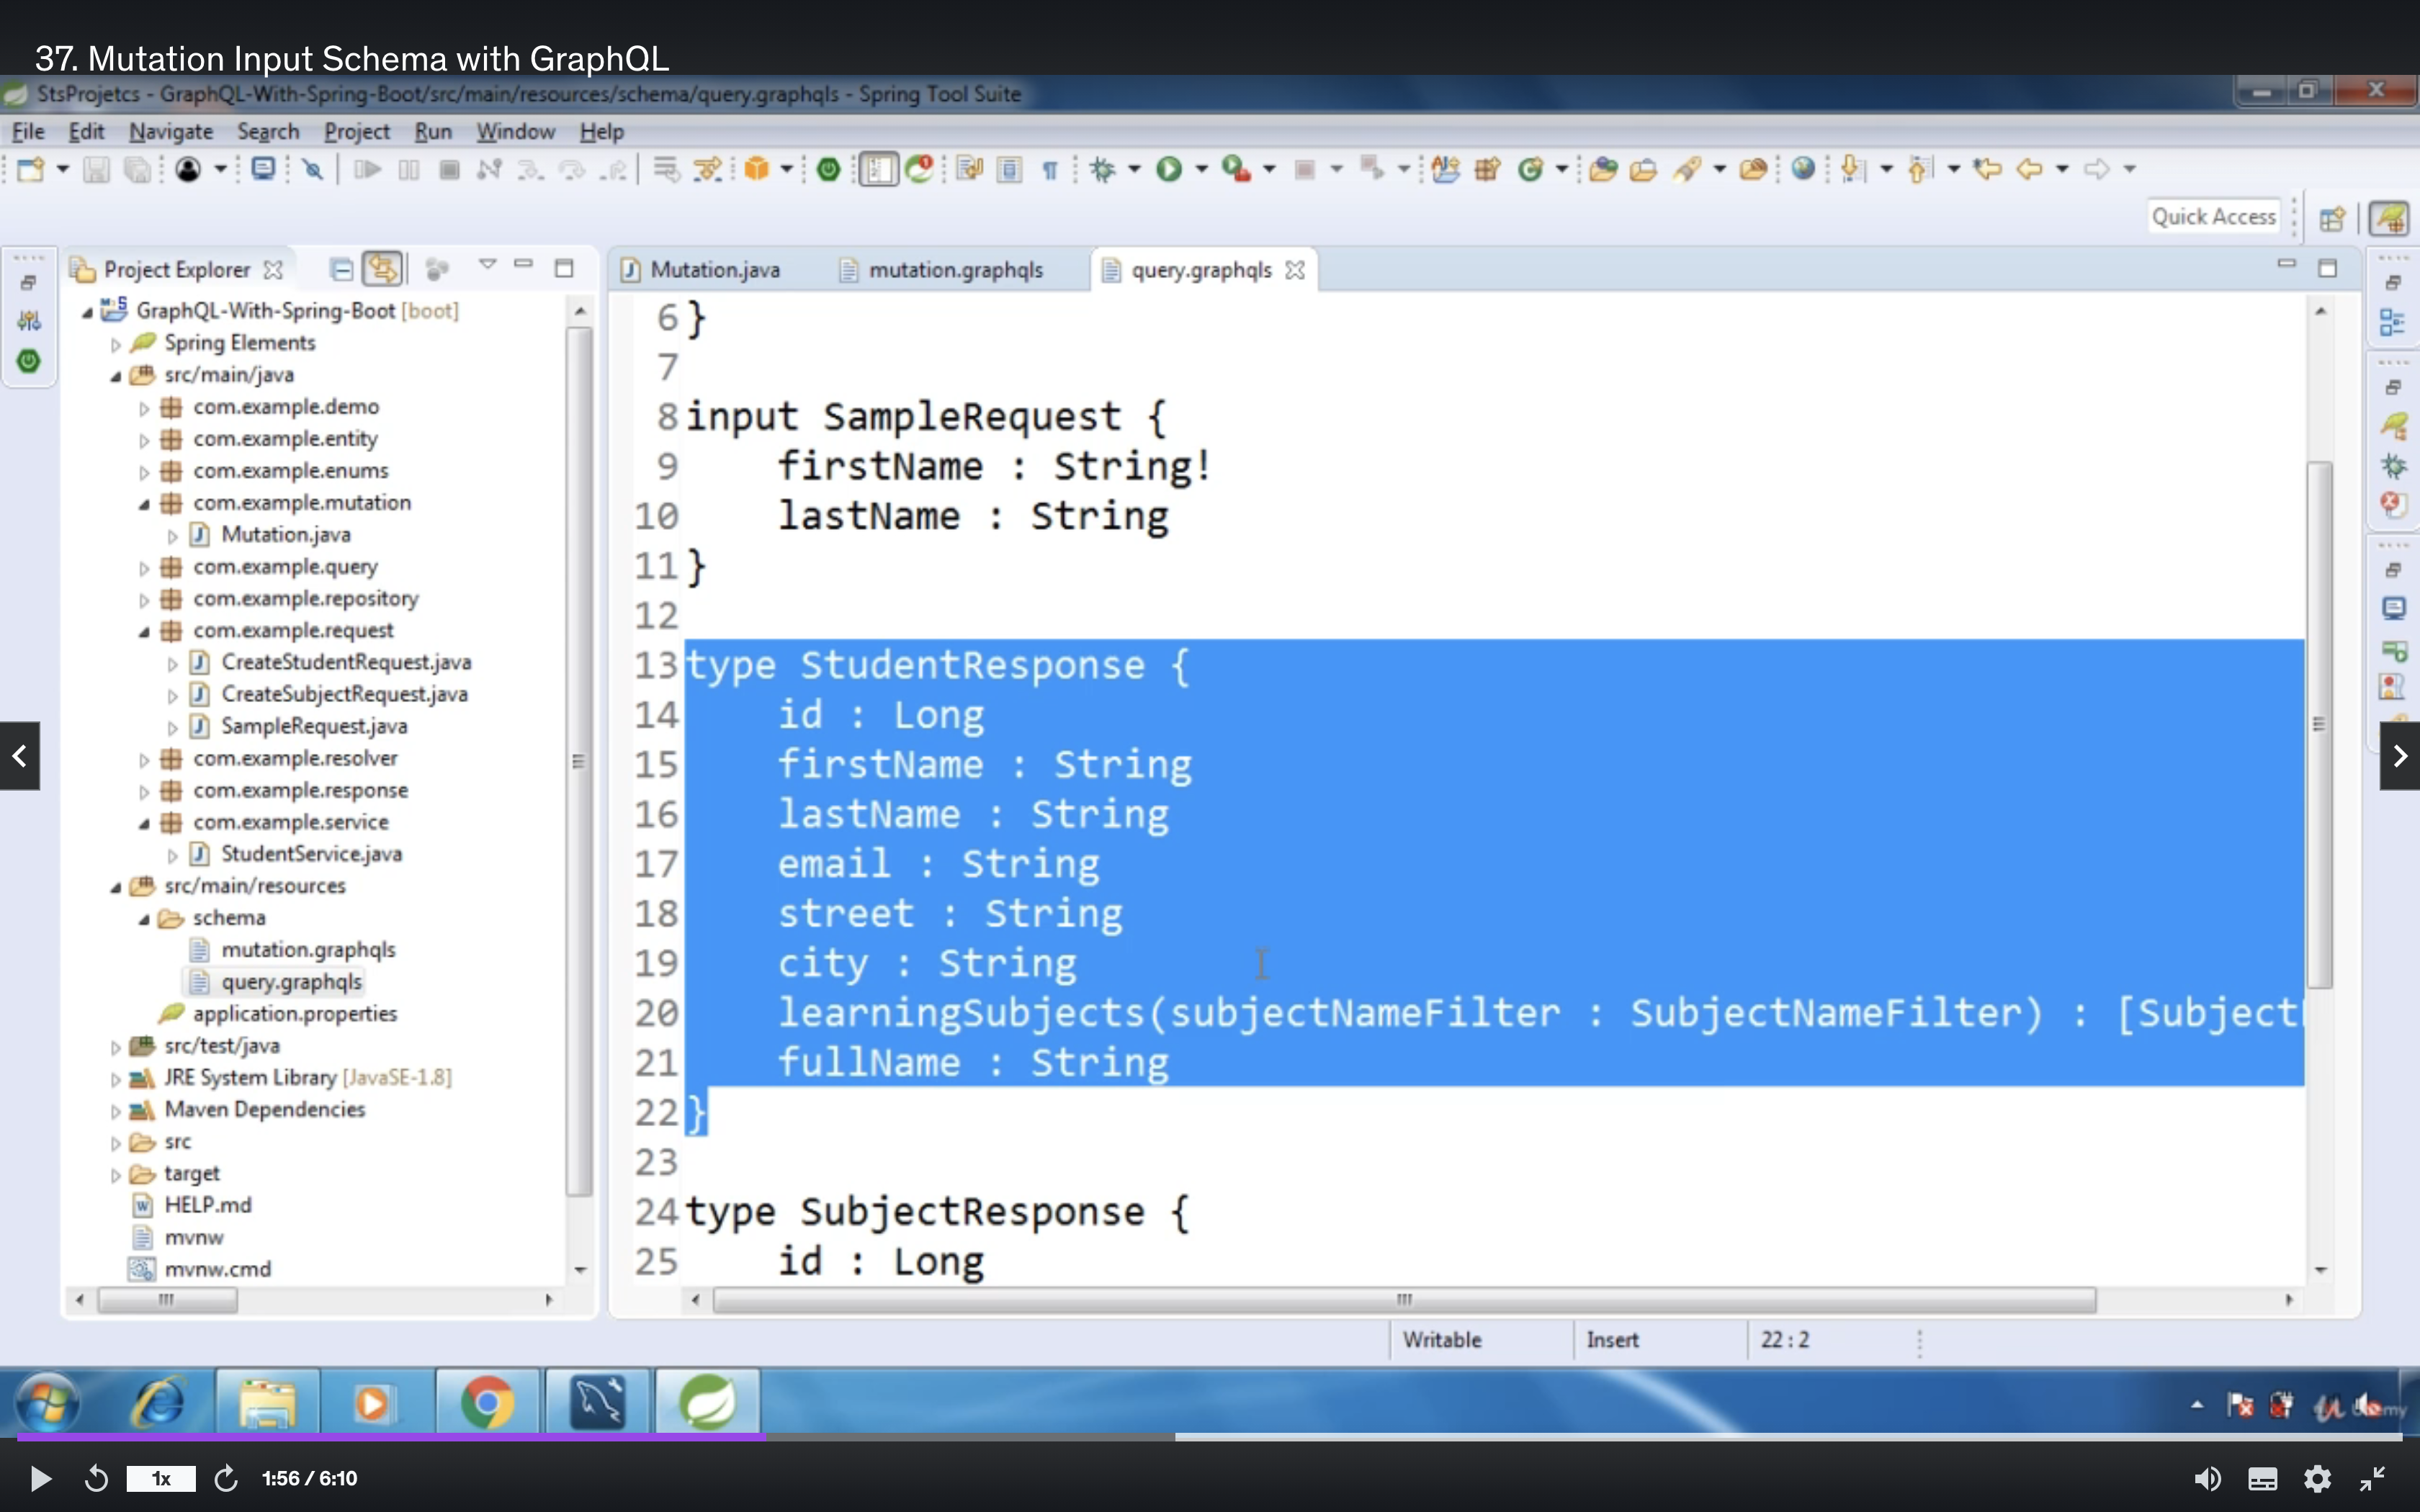 37. Mutation Input Schema with GraphQL
StsProjetcs - GraphQL-With-Spring-Boot/src/main/resources/schema/query.graphqls - Spring Tool Suite
File Edit Navigate Search Project Run Window Help
Quick Access
Project Explorer
Mutation.java mutation.graphqls query.graphqls
GraphQL-With-Spring-Boot [boot]
Spring Elements
src/main/java
com.example.demo
com.example.entity
com.example.enums
com.example.mutation
Mutation.java
com.example.query
com.example.repository
com.example.request
CreateStudentRequest.java
CreateSubjectRequest.java
SampleRequest.java
com.example.resolver
com.example.response
com.example.service
StudentService.java
src/main/resources
schema
mutation.graphqls
query.graphqls
application.properties
src/test/java
JRE System Library [JavaSE-1.8]
Maven Dependencies
src
target
HELP.md
mvnw
mvnw.cmd
6 }
7
8 input SampleRequest {
9 firstName : String!
10 lastName : String
11 }
12
13 type StudentResponse {
14 id : Long
15 firstName : String
16 lastName : String
17 email : String
18 street : String
19 city : String
20 learningSubjects(subjectNameFilter : SubjectNameFilter) : [Subject
21 fullName : String
22 }
23
24 type SubjectResponse {
25 id : Long
Writable Insert 22 : 2
1x 1:56 / 6:10